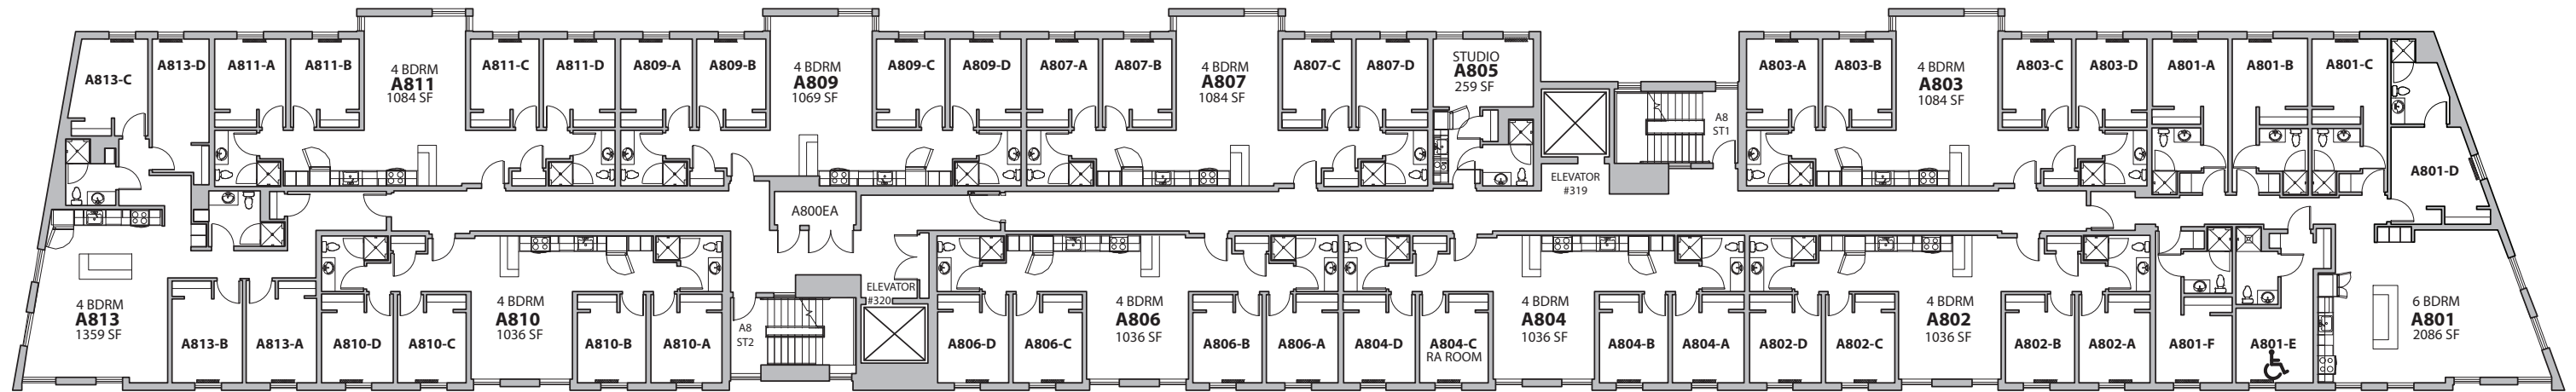 A813-C
A813-D
A811-A
A811-B
4 BDRM
A811
1084 SF
A811-C
A811-D
A809-A
A809-B
4 BDRM
A809
1069 SF
A809-C
A809-D
A807-A
A807-B
4 BDRM
A807
1084 SF
A807-C
A807-D
STUDIO
A805
259 SF
ELEVATOR
#319
A8
ST1
A803-A
A803-B
4 BDRM
A803
1084 SF
A803-C
A803-D
A801-A
A801-B
A801-C
A801-D
A800EA
4 BDRM
A813
1359 SF
A813-B
A813-A
A810-D
A810-C
4 BDRM
A810
1036 SF
A810-B
A810-A
A8
ST2
ELEVATOR
#320
A806-D
A806-C
4 BDRM
A806
1036 SF
A806-B
A806-A
A804-D
A804-C
RA ROOM
4 BDRM
A804
1036 SF
A804-B
A804-A
A802-D
A802-C
4 BDRM
A802
1036 SF
A802-B
A802-A
A801-F
A801-E
6 BDRM
A801
2086 SF